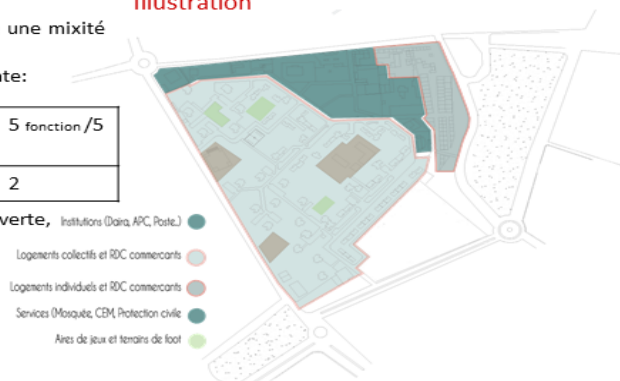 Illustration
une mixité
nte:
5 fonction /5
2
verte,
Institutions (Daira, APC, Poste..)
Logements collectifs et RDC commercants
Logements individuels et RDC commercants
Services (Mosquée, CEM, Protection civile
Aires de jeux et terrains de foot